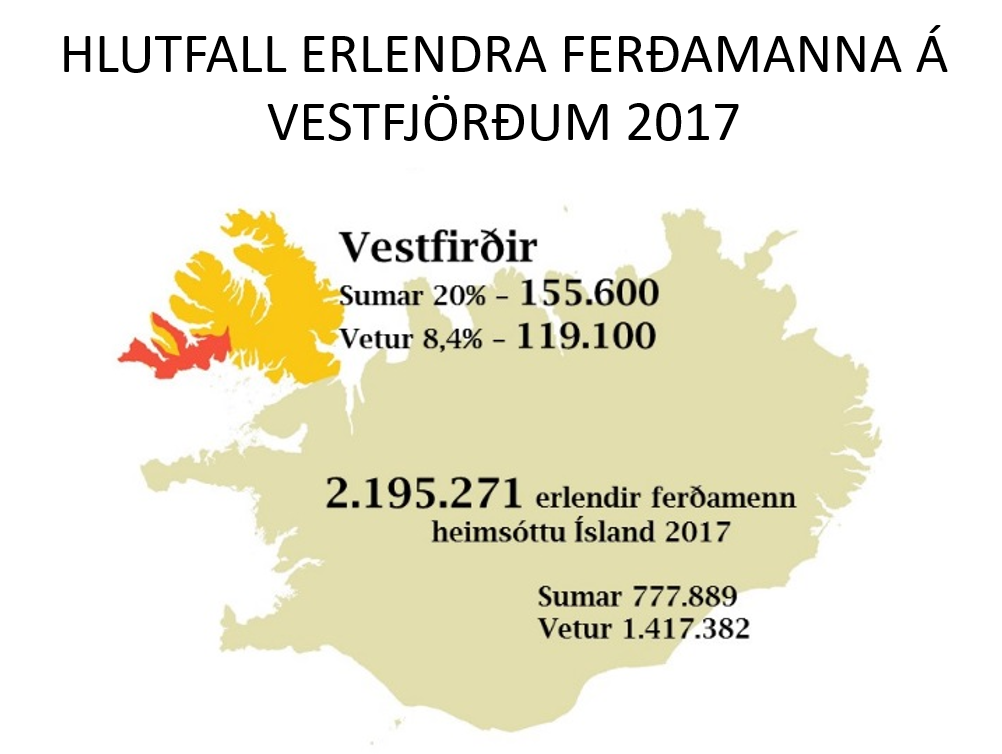 HLUTFALL ERLENDRA FERÐAMANNA Á
VESTFJÖRÐUM 2017
Vestfirðir
Sumar 20% – 155.600
Vetur 8,4% – 119.100
2.195.271 erlendir ferðamenn
heimsóttu Ísland 2017
Sumar 777.889
Vetur 1.417.382